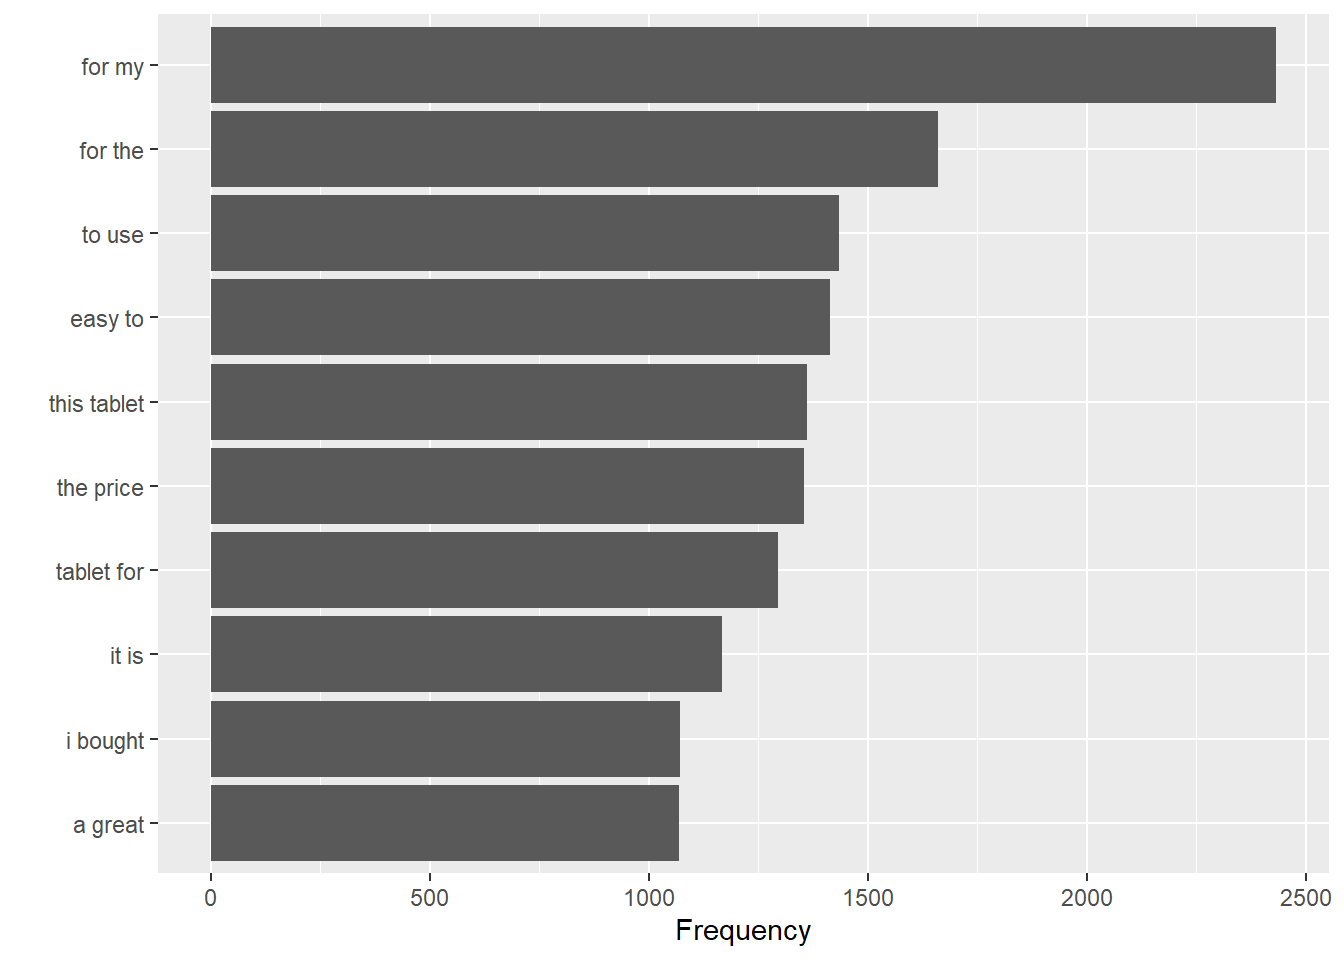 for my
for the
to use
easy to
this tablet
the price
tablet for
it is
i bought
a great
0 500 1000 1500 2000 2500
Frequency